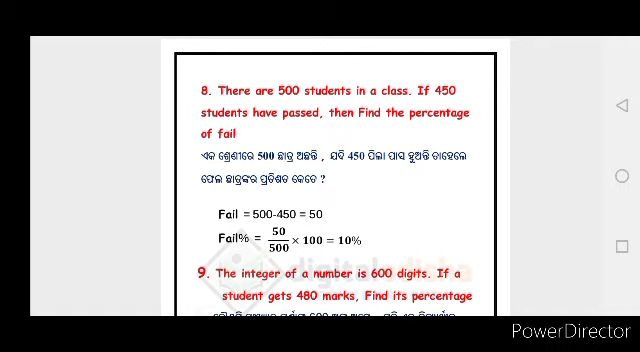 8. There are 500 students in a class. If 450
students have passed, then Find the percentage
of fail
ଏକ ଶ୍ରେଣୀରେ 500 ଛାତ୍ର ଅଛନ୍ତି , ଯଦି 450 ପିଲା ପାସ ହୁଅନ୍ତି ତାହେଲେ
ଫେଲ ଛାତ୍ରଙ୍କର ପ୍ରତିଶତ କେତେ ?
Fail = 500-450 = 50
Fail% = 50/500 × 100 = 10%
digitalodisha
9. The integer of a number is 600 digits. If a
student gets 480 marks, Find its percentage
PowerDirector